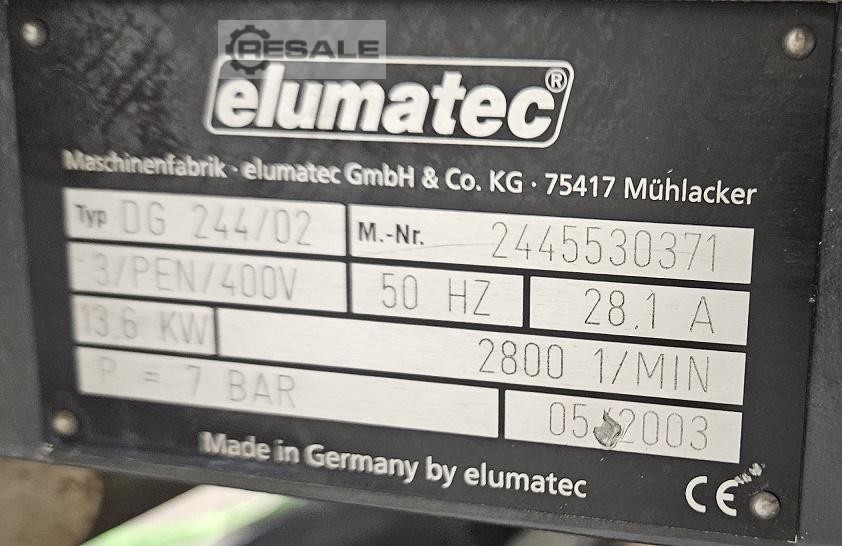 RESALE
elumatec®
Maschinenfabrik · elumatec GmbH & Co. KG · 75417 Mühlacker
Typ DG 244/02 M.-Nr. 2445530371
3/PEN/400V 50 HZ 28.1 A
13.6 KW 2800 1/MIN
P = 7 BAR 05/2003
Made in Germany by elumatec
CE